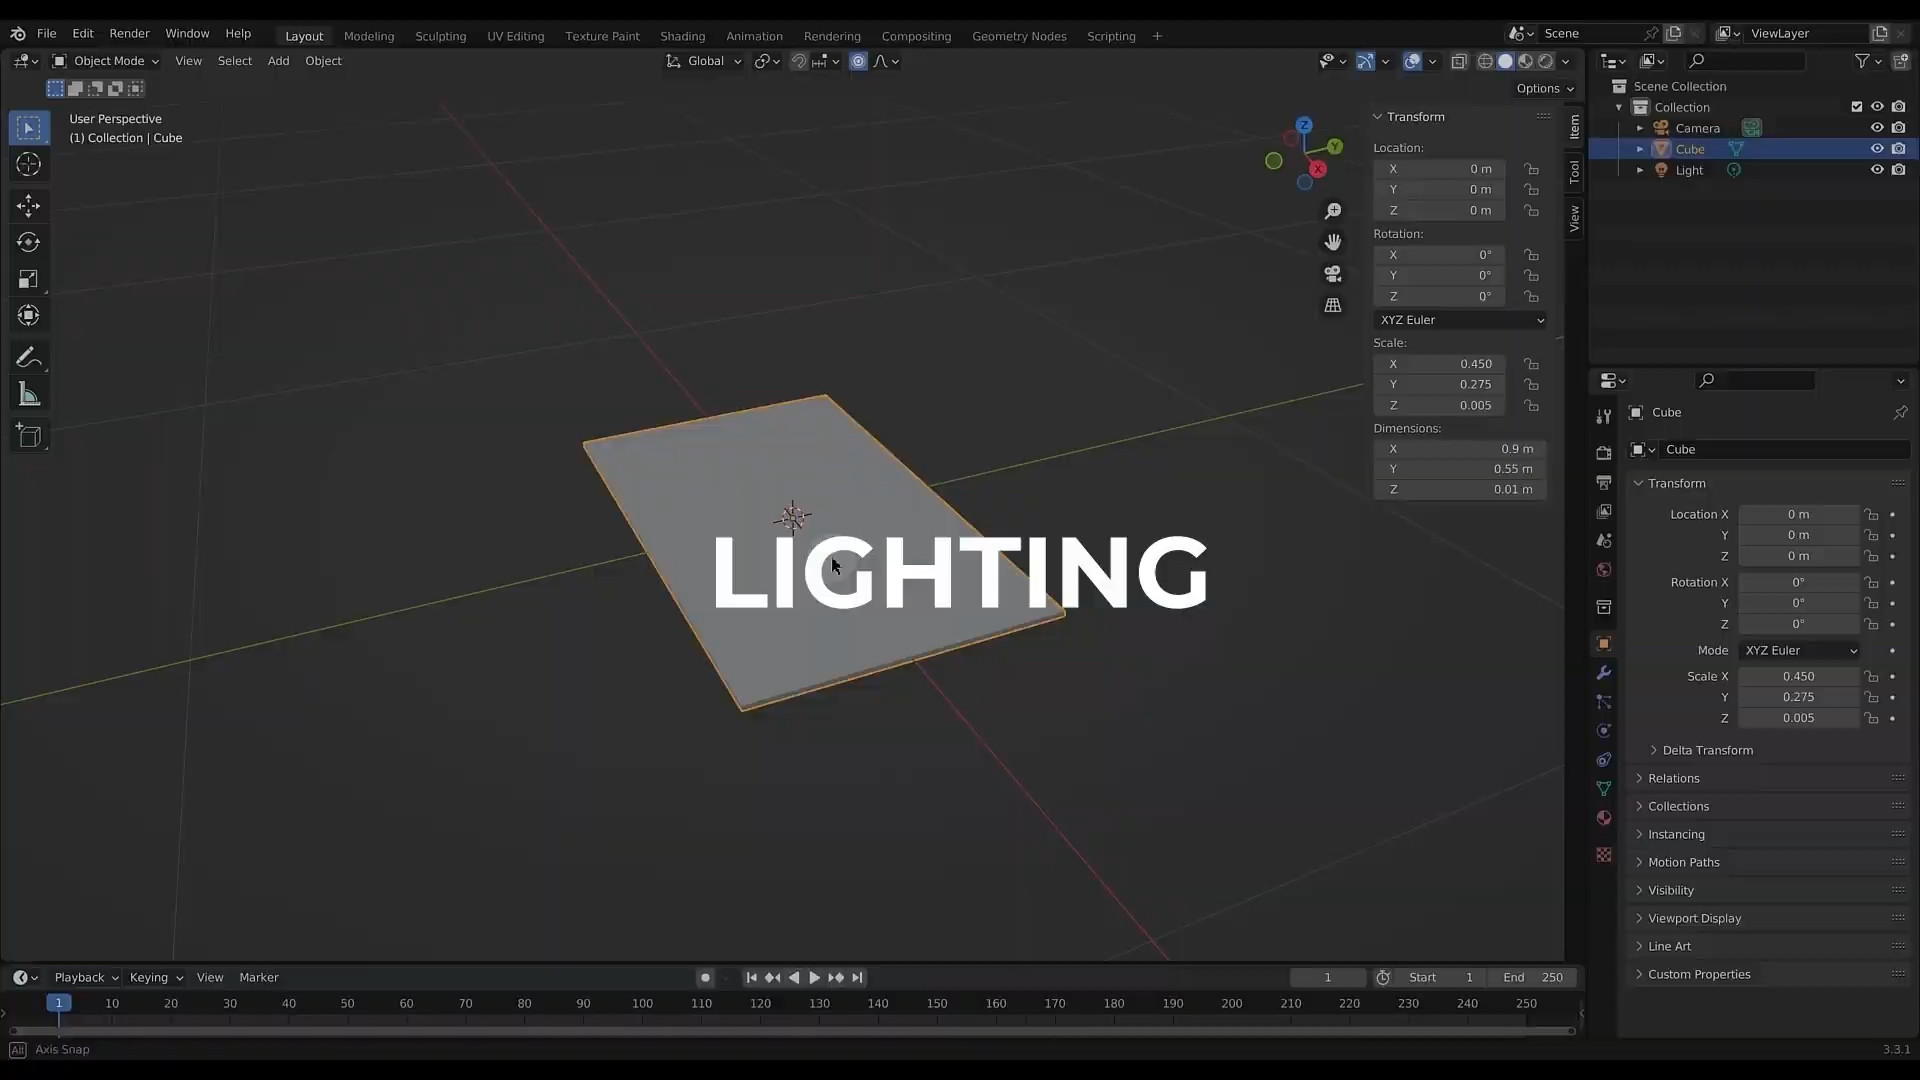 File Edit Render Window Help Layout Modeling Sculpting UV Editing Texture Paint Shading Animation Rendering Compositing Geometry Nodes Scripting + Scene ViewLayer
Object Mode View Select Add Object Global
Options
User Perspective
(1) Collection | Cube
Z
Y
X
Transform
Location:
X 0 m
Y 0 m
Z 0 m
Rotation:
X 0°
Y 0°
Z 0°
XYZ Euler
Scale:
X 0.450
Y 0.275
Z 0.005
Dimensions:
X 0.9 m
Y 0.55 m
Z 0.01 m
Item
Tool
View
Scene Collection
Collection
Camera
Cube
Light
LIGHTING
Cube
Cube
Transform
Location X 0 m
Y 0 m
Z 0 m
Rotation X 0°
Y 0°
Z 0°
Mode XYZ Euler
Scale X 0.450
Y 0.275
Z 0.005
Delta Transform
Relations
Collections
Instancing
Motion Paths
Visibility
Viewport Display
Line Art
Custom Properties
Playback Keying View Marker 1 Start 1 End 250
1 10 20 30 40 50 60 70 80 90 100 110 120 130 140 150 160 170 180 190 200 210 220 230 240 250
Alt Axis Snap 3.3.1